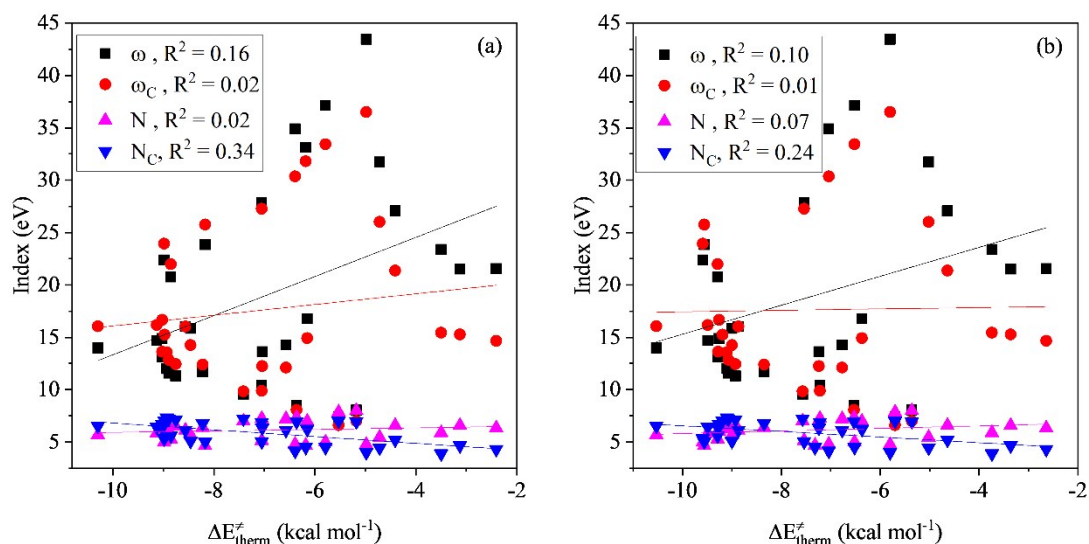 45
40
35
30
25
20
15
10
5
Index (eV)
(a)
ω , R² = 0.16
ω_C , R² = 0.02
N , R² = 0.02
N_C, R² = 0.34
-10
-8
-6
-4
-2
ΔE≠therm (kcal mol⁻¹)
45
40
35
30
25
20
15
10
5
Index (eV)
(b)
ω , R² = 0.10
ω_C , R² = 0.01
N , R² = 0.07
N_C, R² = 0.24
-10
-8
-6
-4
-2
ΔE≠therm (kcal mol⁻¹)